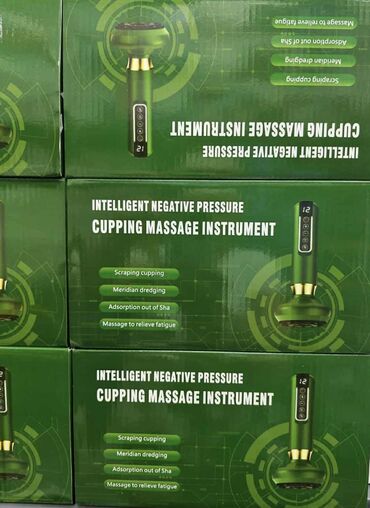 Massage to relieve fatigue
Adsorption out of Sha
Meridian dredging
Scraping cupping
CUPPING MASSAGE INSTRUMENT
INTELLIGENT NEGATIVE PRESSURE
12
INTELLIGENT NEGATIVE PRESSURE
CUPPING MASSAGE INSTRUMENT
12
Scraping cupping
Meridian dredging
Adsorption out of Sha
Massage to relieve fatigue
INTELLIGENT NEGATIVE PRESSURE
CUPPING MASSAGE INSTRUMENT
12
Scraping cupping
Meridian dredging
Adsorption out of Sha
Massage to relieve fatigue